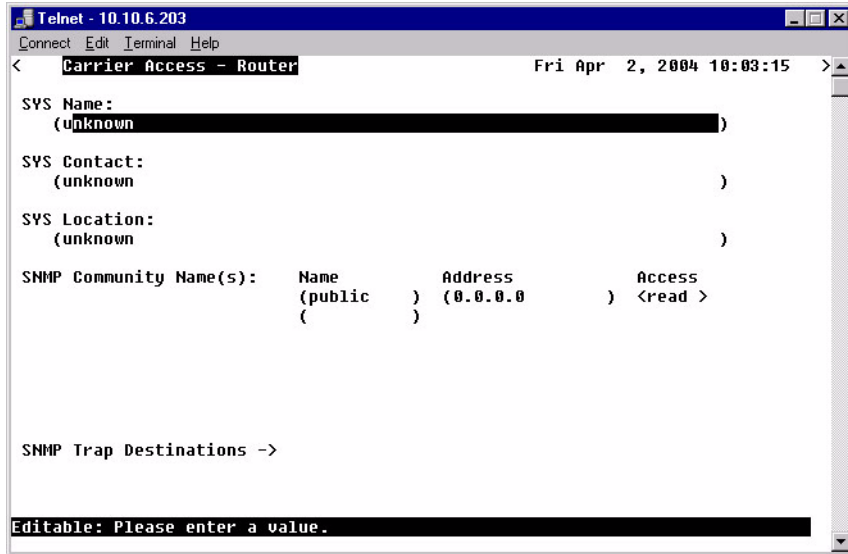 Telnet - 10.10.6.203
Connect Edit Terminal Help
< Carrier Access - Router Fri Apr 2, 2004 10:03:15 >
SYS Name:
(unknown )
SYS Contact:
(unknown )
SYS Location:
(unknown )
SNMP Community Name(s): Name Address Access
(public ) (0.0.0.0 ) <read >
( )
SNMP Trap Destinations ->
Editable: Please enter a value.